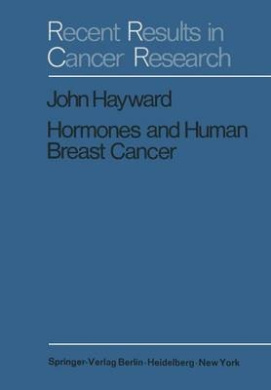 Recent Results in
Cancer Research
John Hayward
Hormones and Human
Breast Cancer
Springer-Verlag Berlin · Heidelberg · New York